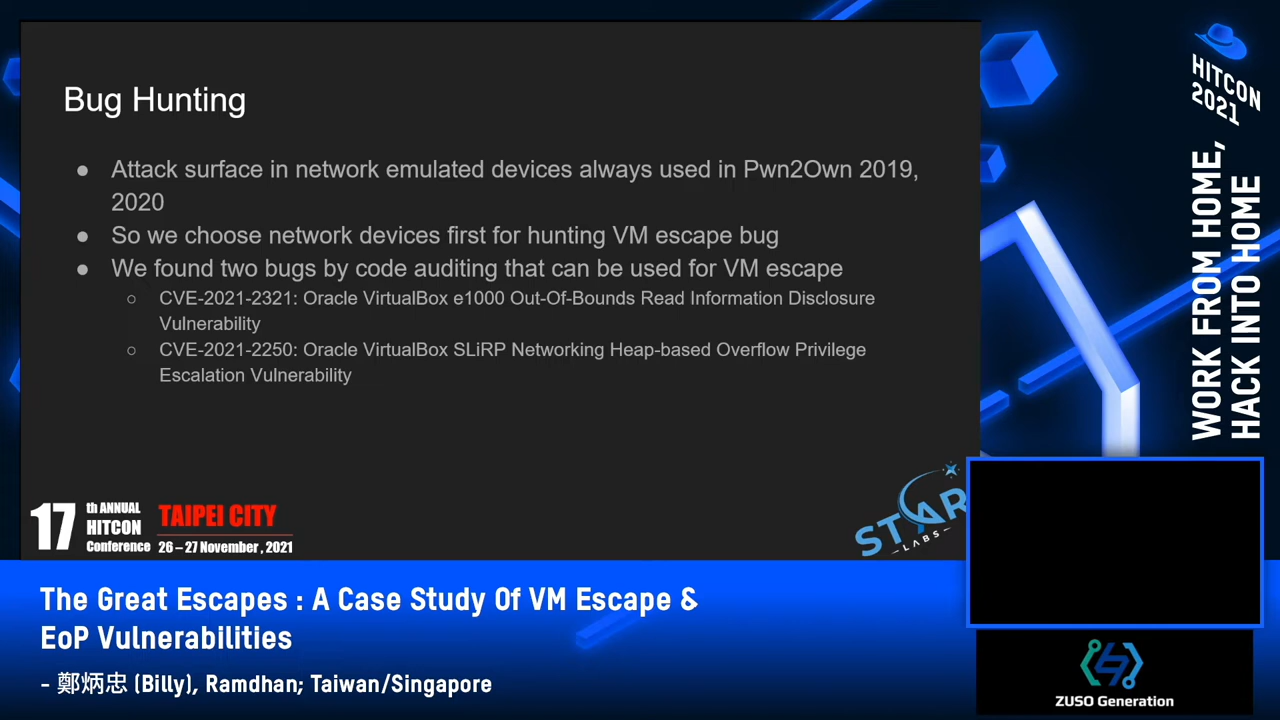 Bug Hunting
● Attack surface in network emulated devices always used in Pwn2Own 2019,
2020
● So we choose network devices first for hunting VM escape bug
● We found two bugs by code auditing that can be used for VM escape
○ CVE-2021-2321: Oracle VirtualBox e1000 Out-Of-Bounds Read Information Disclosure
Vulnerability
○ CVE-2021-2250: Oracle VirtualBox SLiRP Networking Heap-based Overflow Privilege
Escalation Vulnerability
17
th ANNUAL
HITCON
Conference
TAIPEI CITY
26 – 27 November , 2021
STAR
LABS
HITCON
2021
WORK FROM HOME,
HACK INTO HOME
The Great Escapes : A Case Study Of VM Escape &
EoP Vulnerabilities
- 鄭炳忠 (Billy), Ramdhan; Taiwan/Singapore
ZUSO Generation